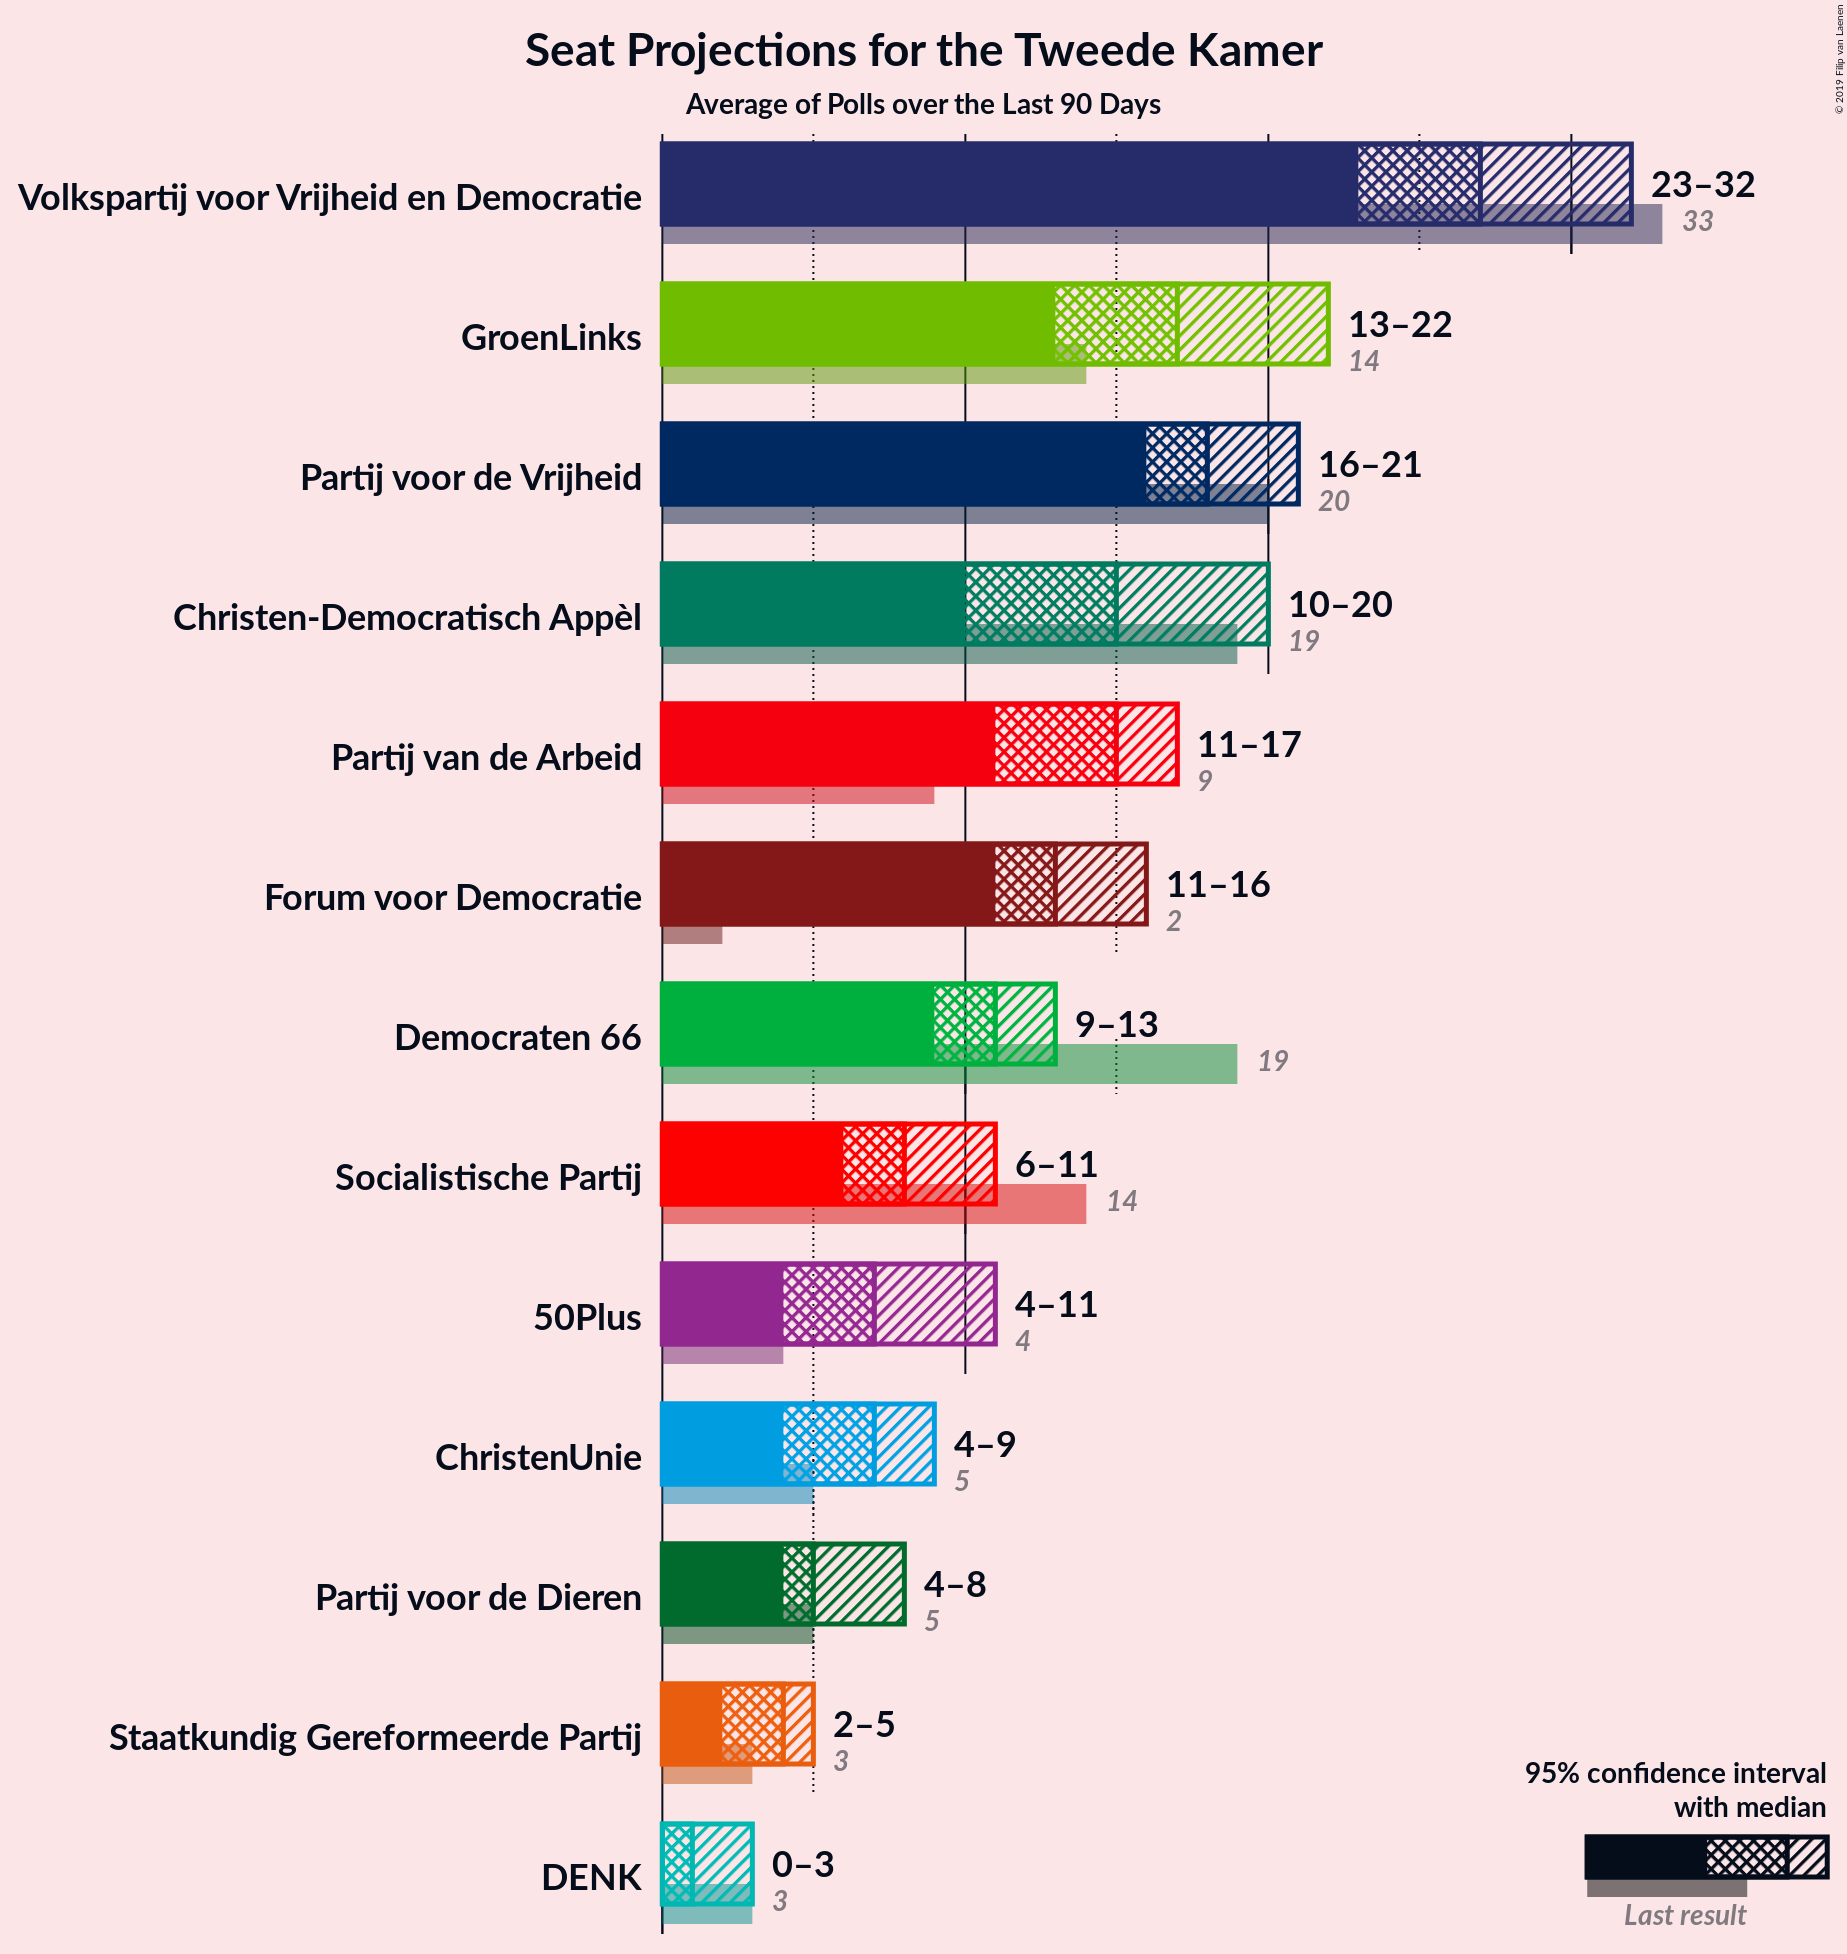 Seat Projections for the Tweede Kamer
Average of Polls over the Last 90 Days
© 2019 Filip van Laenen
Volkspartij voor Vrijheid en Democratie
23–32
33
GroenLinks
13–22
14
Partij voor de Vrijheid
16–21
20
Christen-Democratisch Appèl
10–20
19
Partij van de Arbeid
11–17
9
Forum voor Democratie
11–16
2
Democraten 66
9–13
19
Socialistische Partij
6–11
14
50Plus
4–11
4
ChristenUnie
4–9
5
Partij voor de Dieren
4–8
5
Staatkundig Gereformeerde Partij
2–5
3
DENK
0–3
3
95% confidence interval
with median
Last result